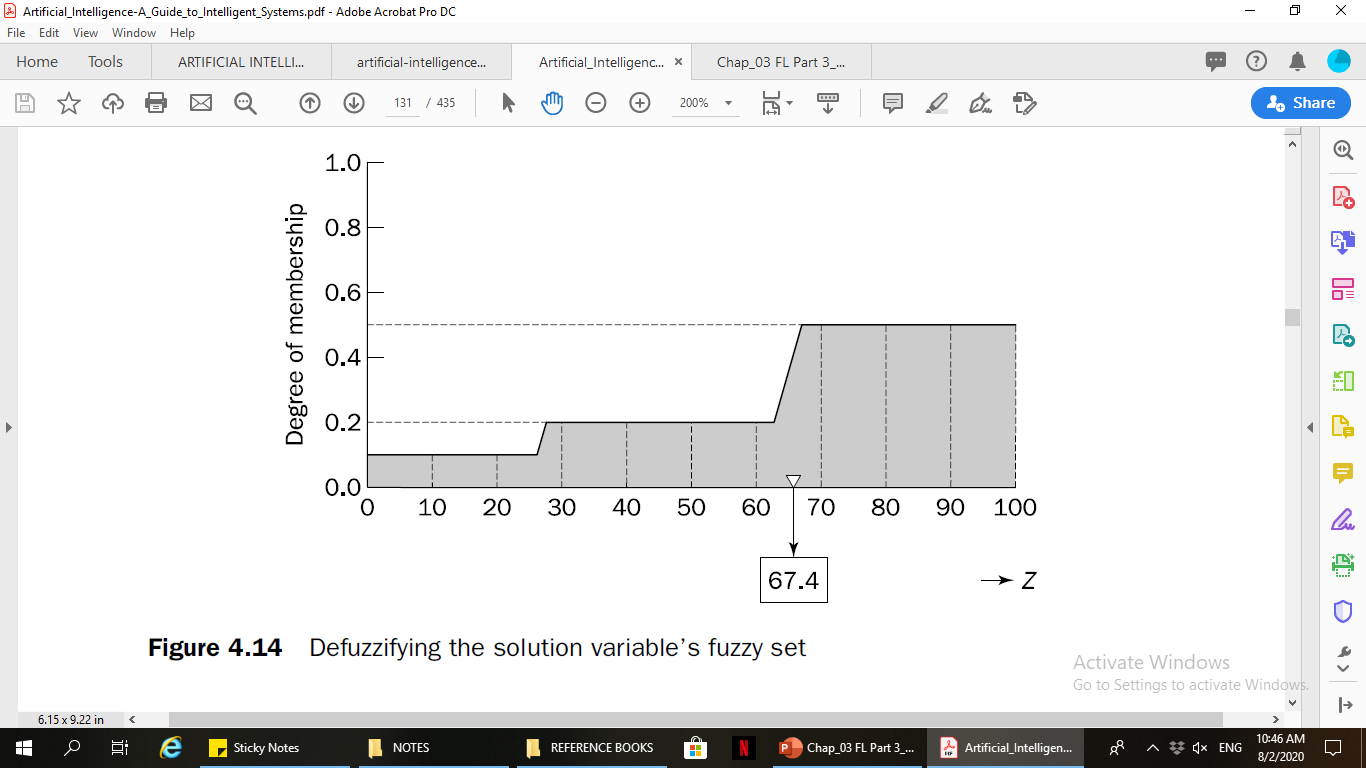 Artificial_Intelligence-A_Guide_to_Intelligent_Systems.pdf - Adobe Acrobat Pro DC
File Edit View Window Help
Home Tools ARTIFICIAL INTELLI... artificial-intelligence... Artificial_Intelligenc... × Chap_03 FL Part 3_...
131 / 435 200% Share
Degree of membership
1.0
0.8
0.6
0.4
0.2
0.0
0 10 20 30 40 50 60 70 80 90 100
67.4 Z
Figure 4.14 Defuzzifying the solution variable's fuzzy set
Activate Windows
Go to Settings to activate Windows.
6.15 x 9.22 in
Sticky Notes NOTES REFERENCE BOOKS N Chap_03 FL Part 3_... Artificial_Intelligen... ENG 10:46 AM
8/2/2020